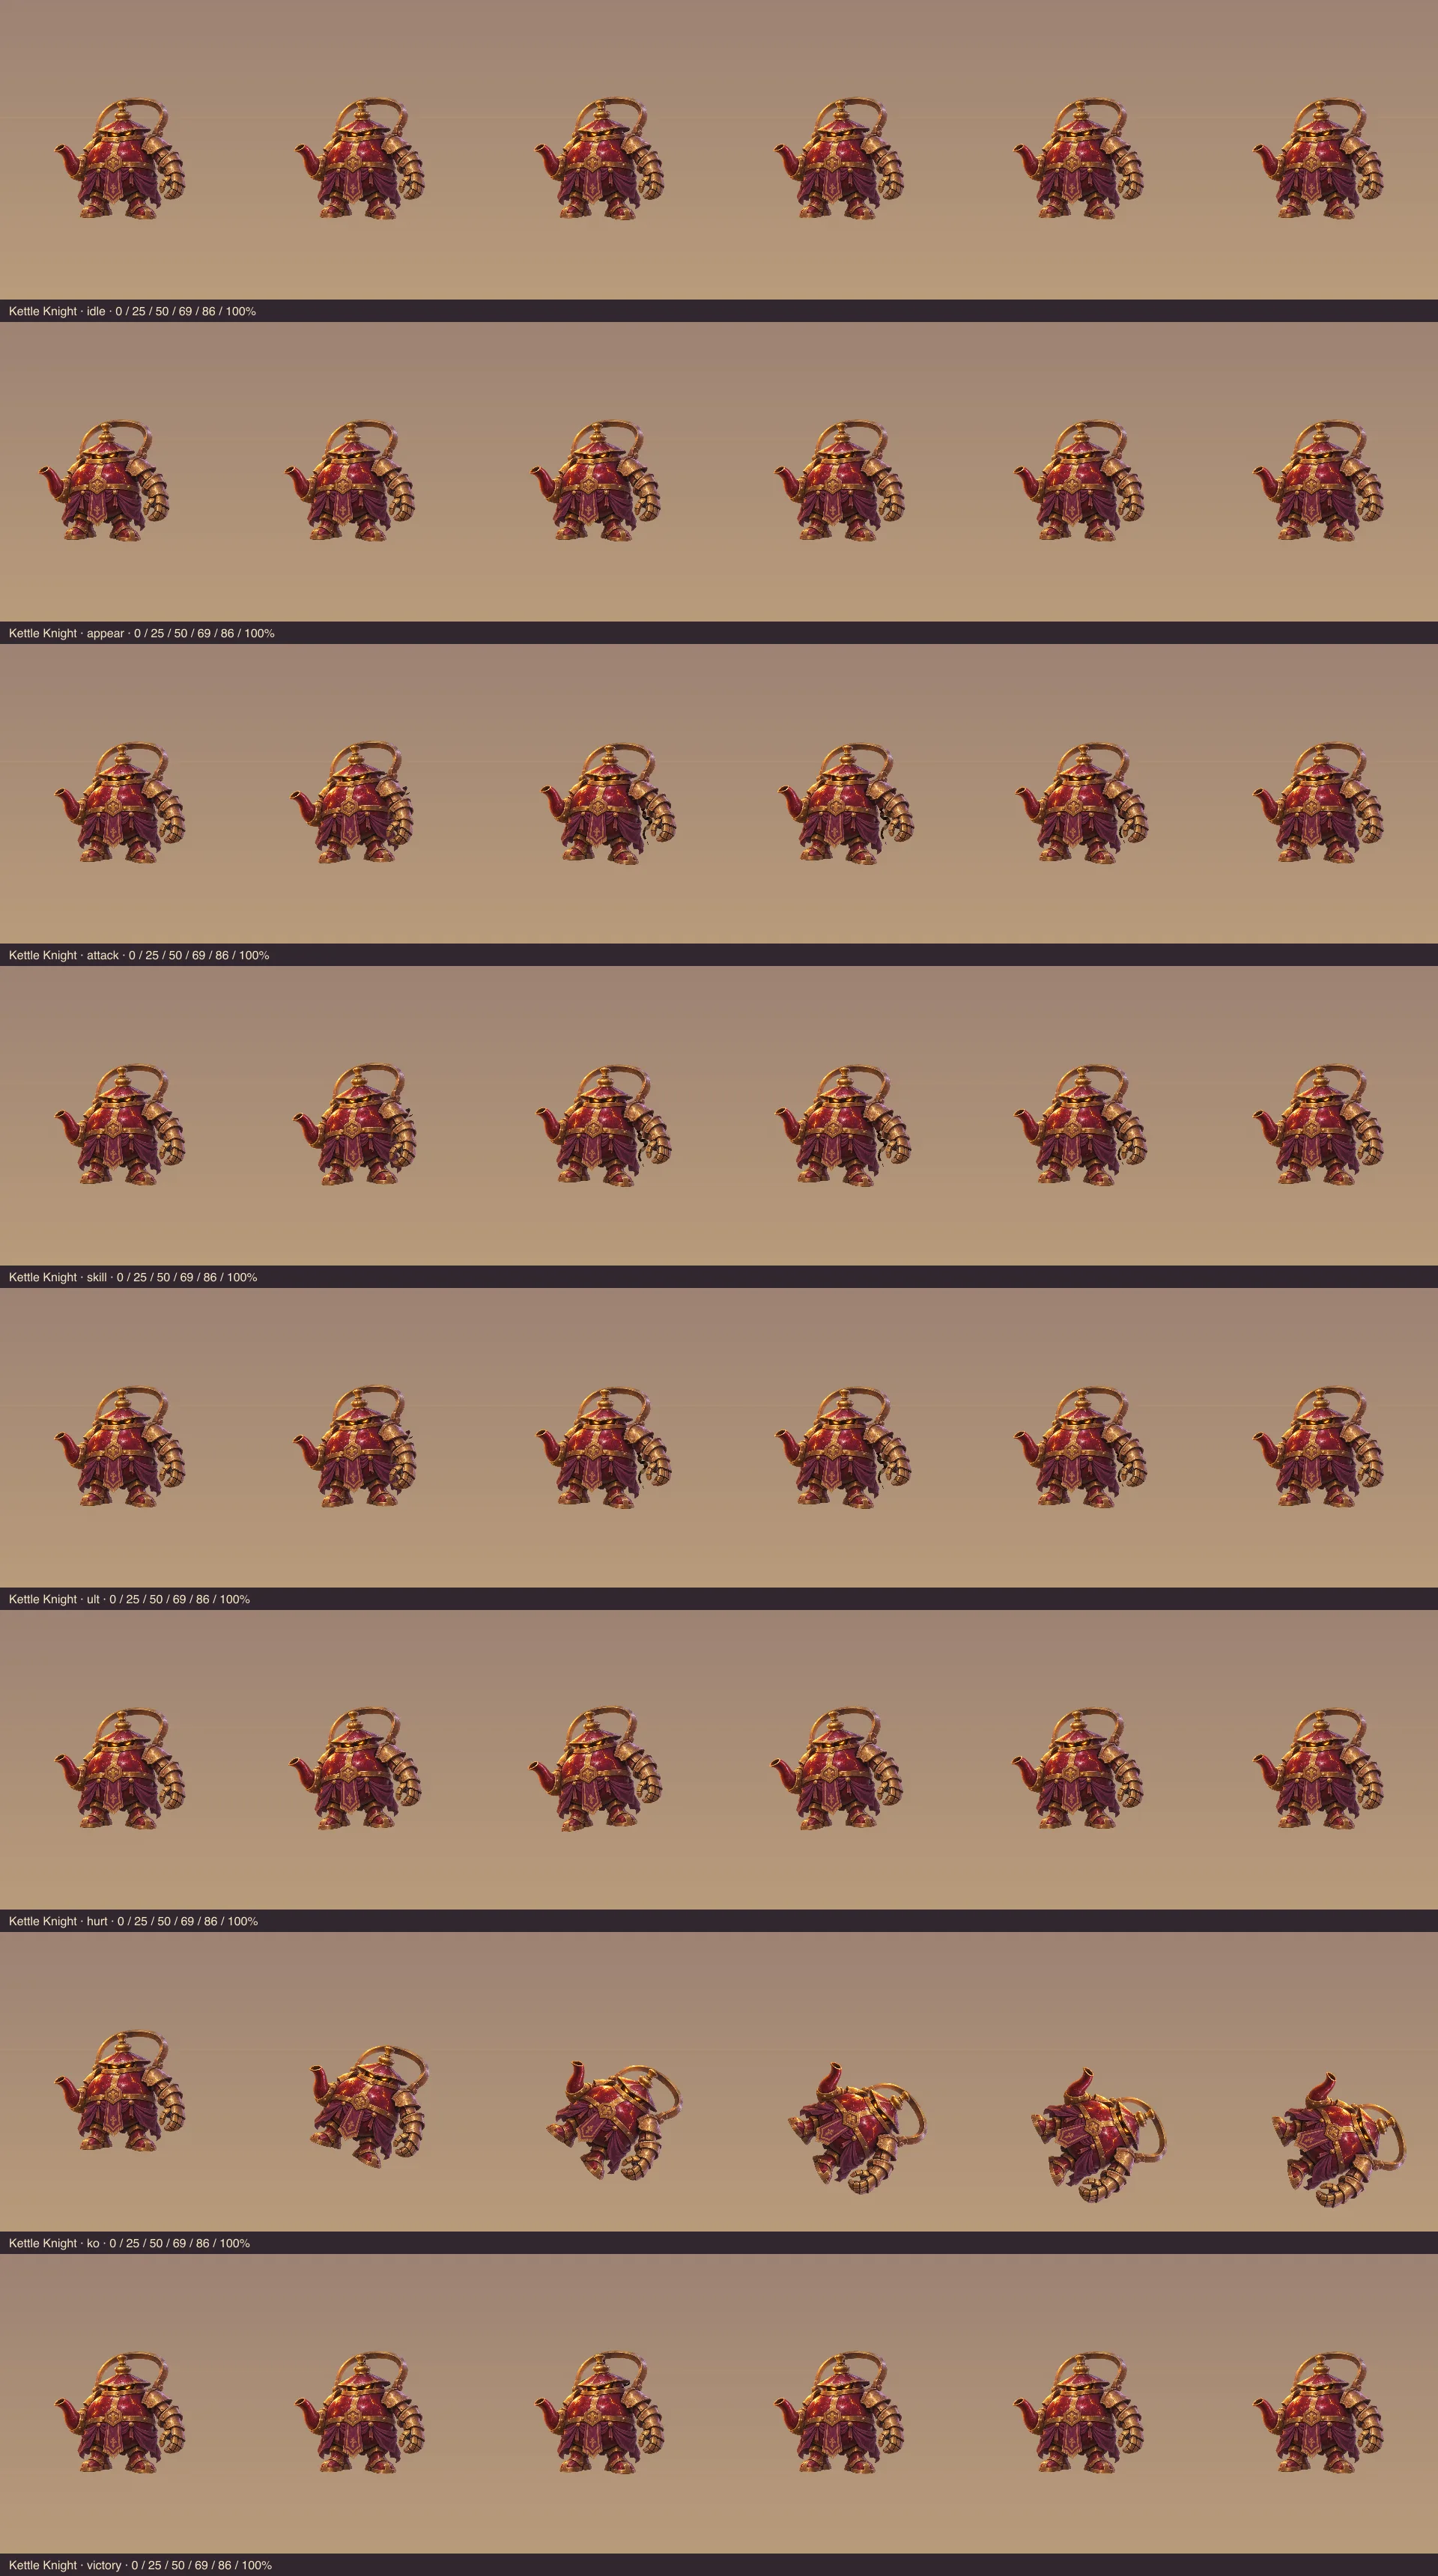 Kettle Knight · idle · 0 / 25 / 50 / 69 / 86 / 100%
Kettle Knight · appear · 0 / 25 / 50 / 69 / 86 / 100%
Kettle Knight · attack · 0 / 25 / 50 / 69 / 86 / 100%
Kettle Knight · skill · 0 / 25 / 50 / 69 / 86 / 100%
Kettle Knight · ult · 0 / 25 / 50 / 69 / 86 / 100%
Kettle Knight · hurt · 0 / 25 / 50 / 69 / 86 / 100%
Kettle Knight · ko · 0 / 25 / 50 / 69 / 86 / 100%
Kettle Knight · victory · 0 / 25 / 50 / 69 / 86 / 100%